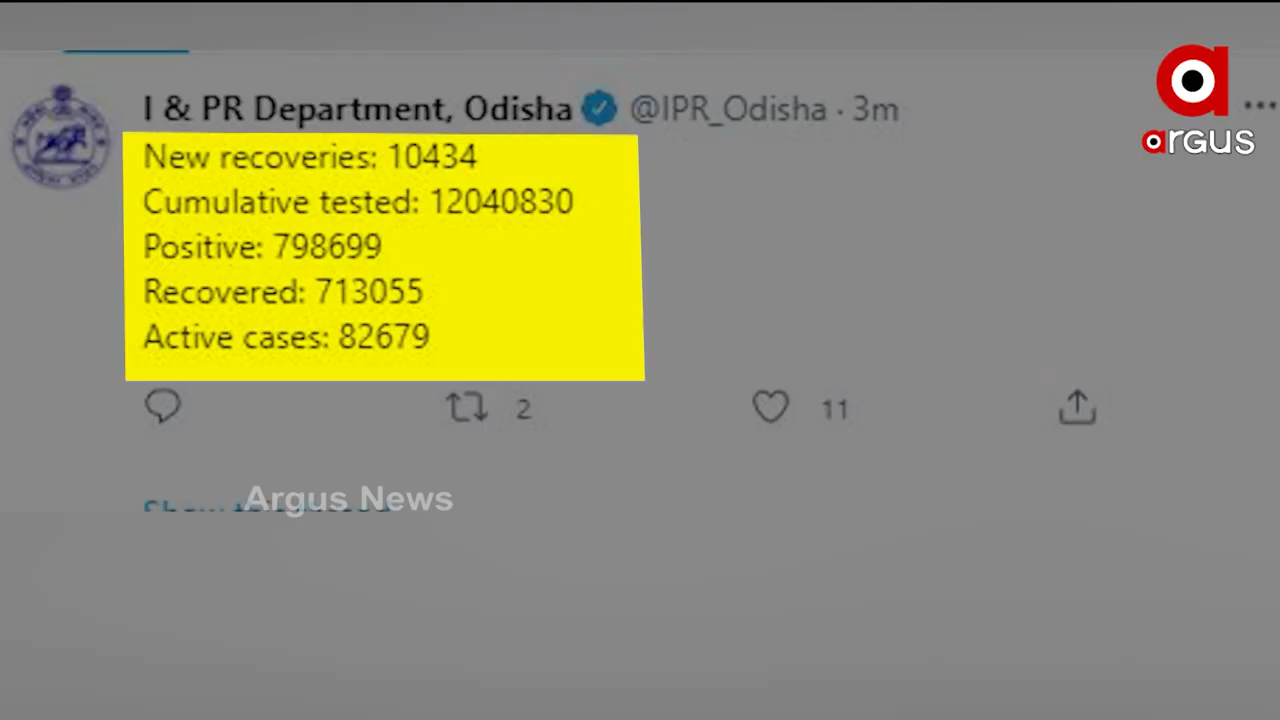 I & PR Department, Odisha @IPR_Odisha · 3m
New recoveries: 10434
Cumulative tested: 12040830
Positive: 798699
Recovered: 713055
Active cases: 82679
2 11
argus
Argus News